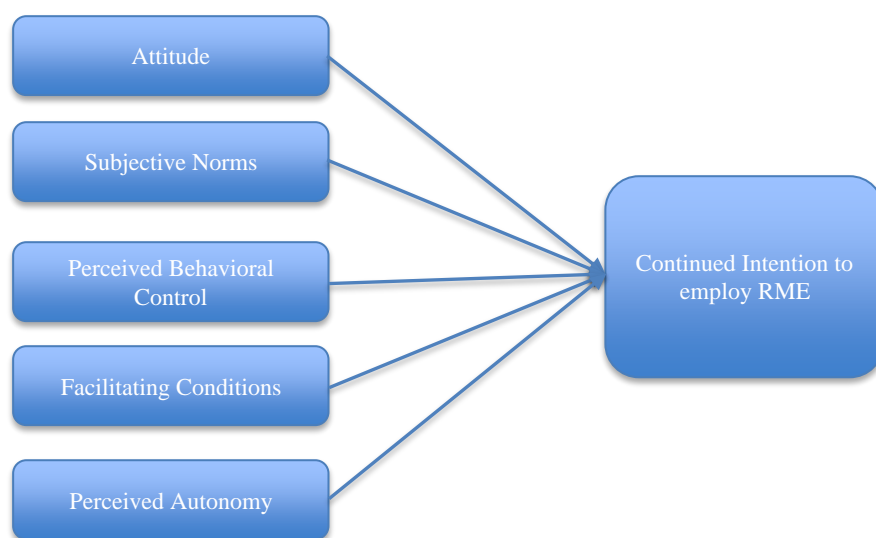 Attitude
Subjective Norms
Perceived Behavioral
Control
Facilitating Conditions
Perceived Autonomy
Continued Intention to
employ RME